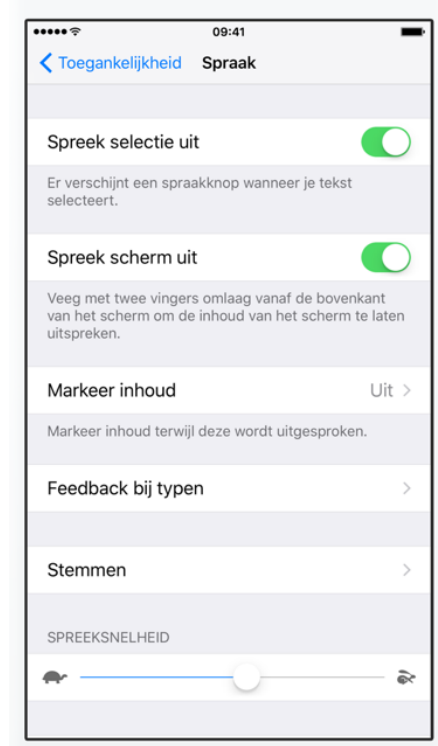 09:41
Toegankelijkheid Spraak
Spreek selectie uit
Er verschijnt een spraakknop wanneer je tekst
selecteert.
Spreek scherm uit
Veeg met twee vingers omlaag vanaf de bovenkant
van het scherm om de inhoud van het scherm te laten
uitspreken.
Markeer inhoud Uit
Markeer inhoud terwijl deze wordt uitgesproken.
Feedback bij typen
Stemmen
SPREEKSNELHEID